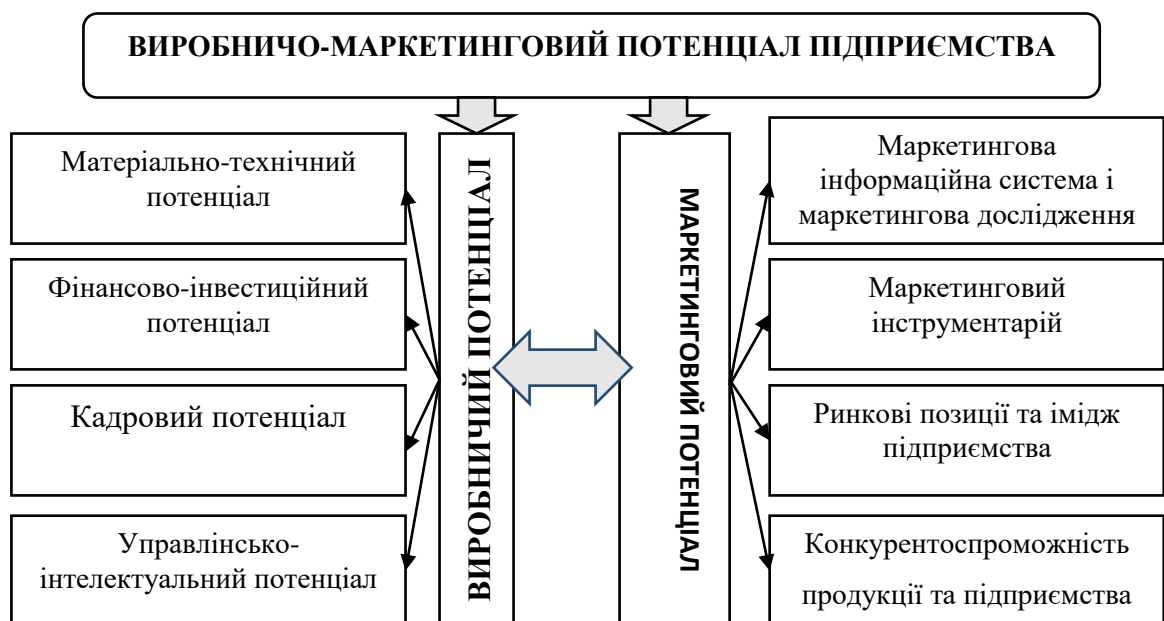 ВИРОБНИЧО-МАРКЕТИНГОВИЙ ПОТЕНЦІАЛ ПІДПРИЄМСТВА
Матеріально-технічний
потенціал
Фінансово-інвестиційний
потенціал
Кадровий потенціал
Управлінсько-
інтелектуальний потенціал
ВИРОБНИЧИЙ ПОТЕНЦІАЛ
МАРКЕТИНГОВИЙ ПОТЕНЦІАЛ
Маркетингова
інформаційна система і
маркетингова дослідження
Маркетинговий
інструментарій
Ринкові позиції та імідж
підприємства
Конкурентоспроможність
продукції та підприємства